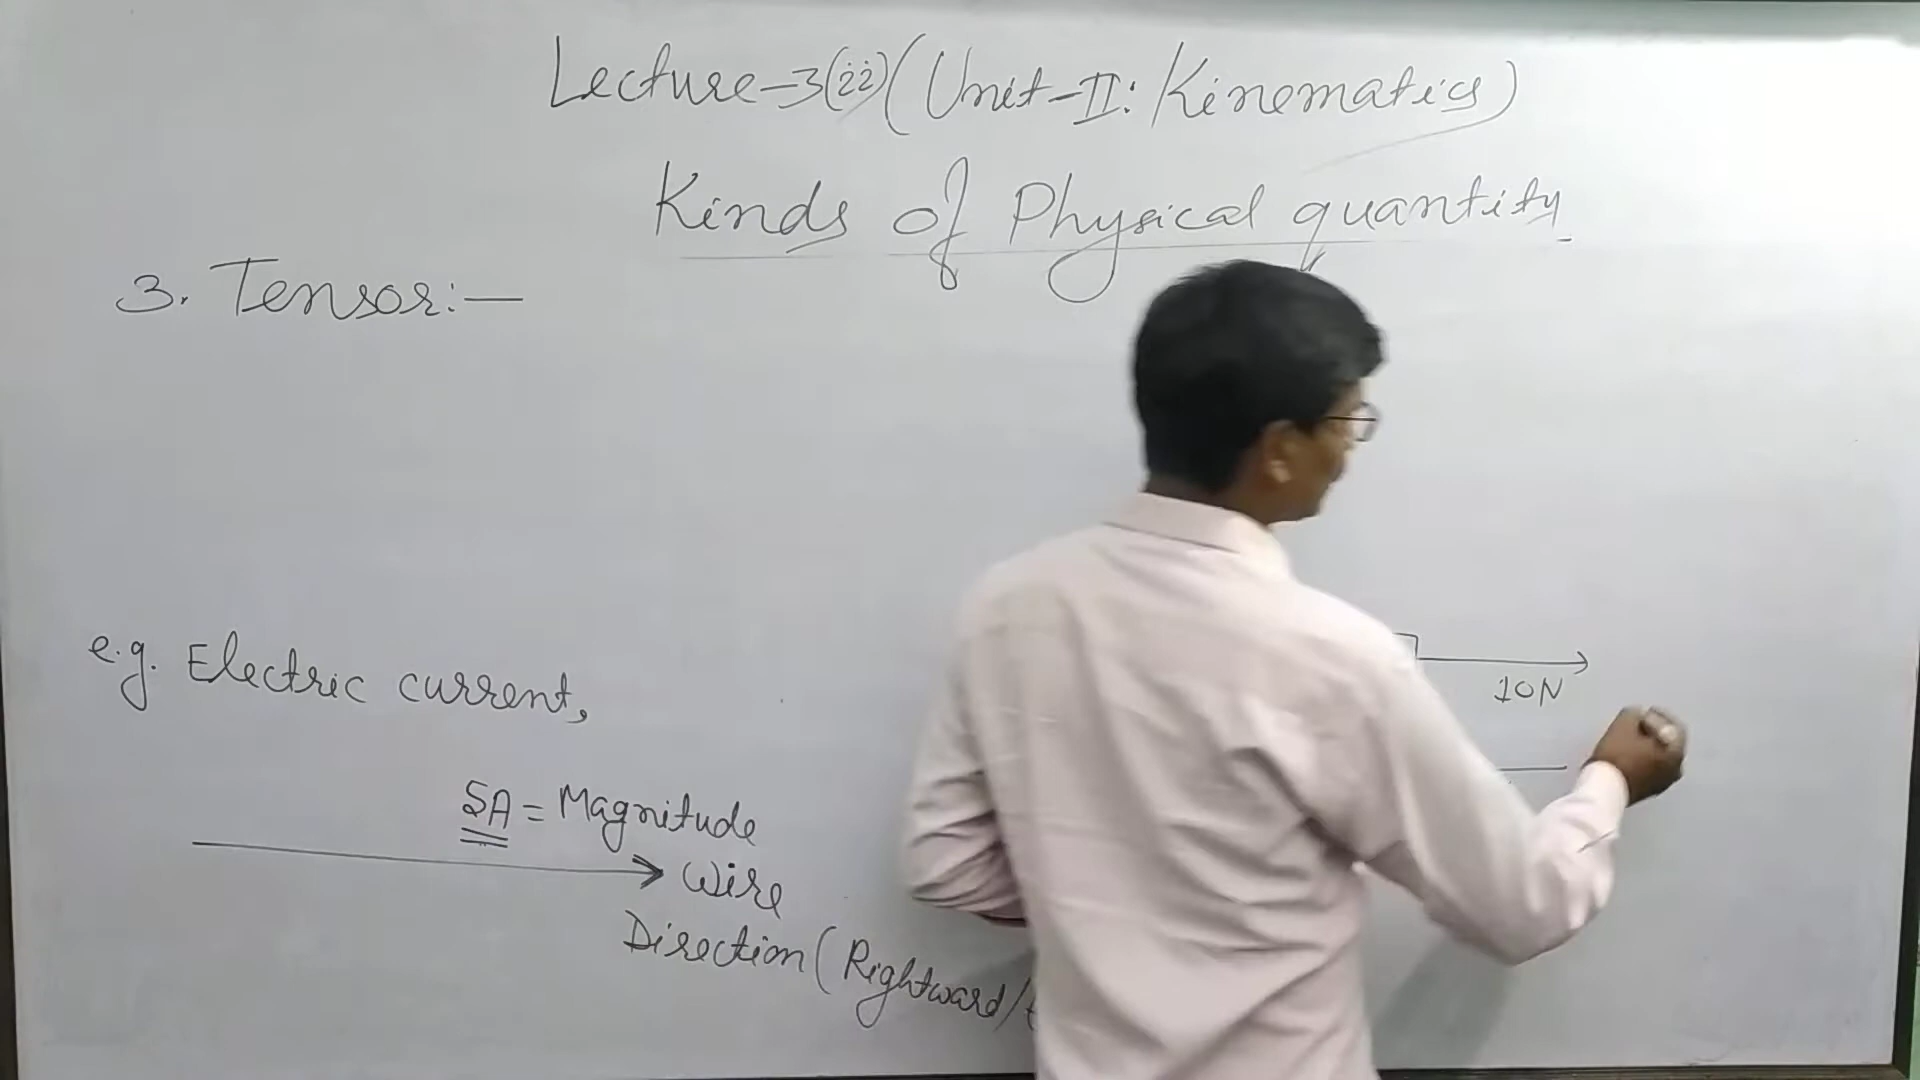 Lecture-3(ii)(Unit-II: Kinematics)
Kinds of Physical quantity
3. Tensor:—
e.g. Electric current,
5A = Magnitude
Wire
Direction (Rightward/
10N